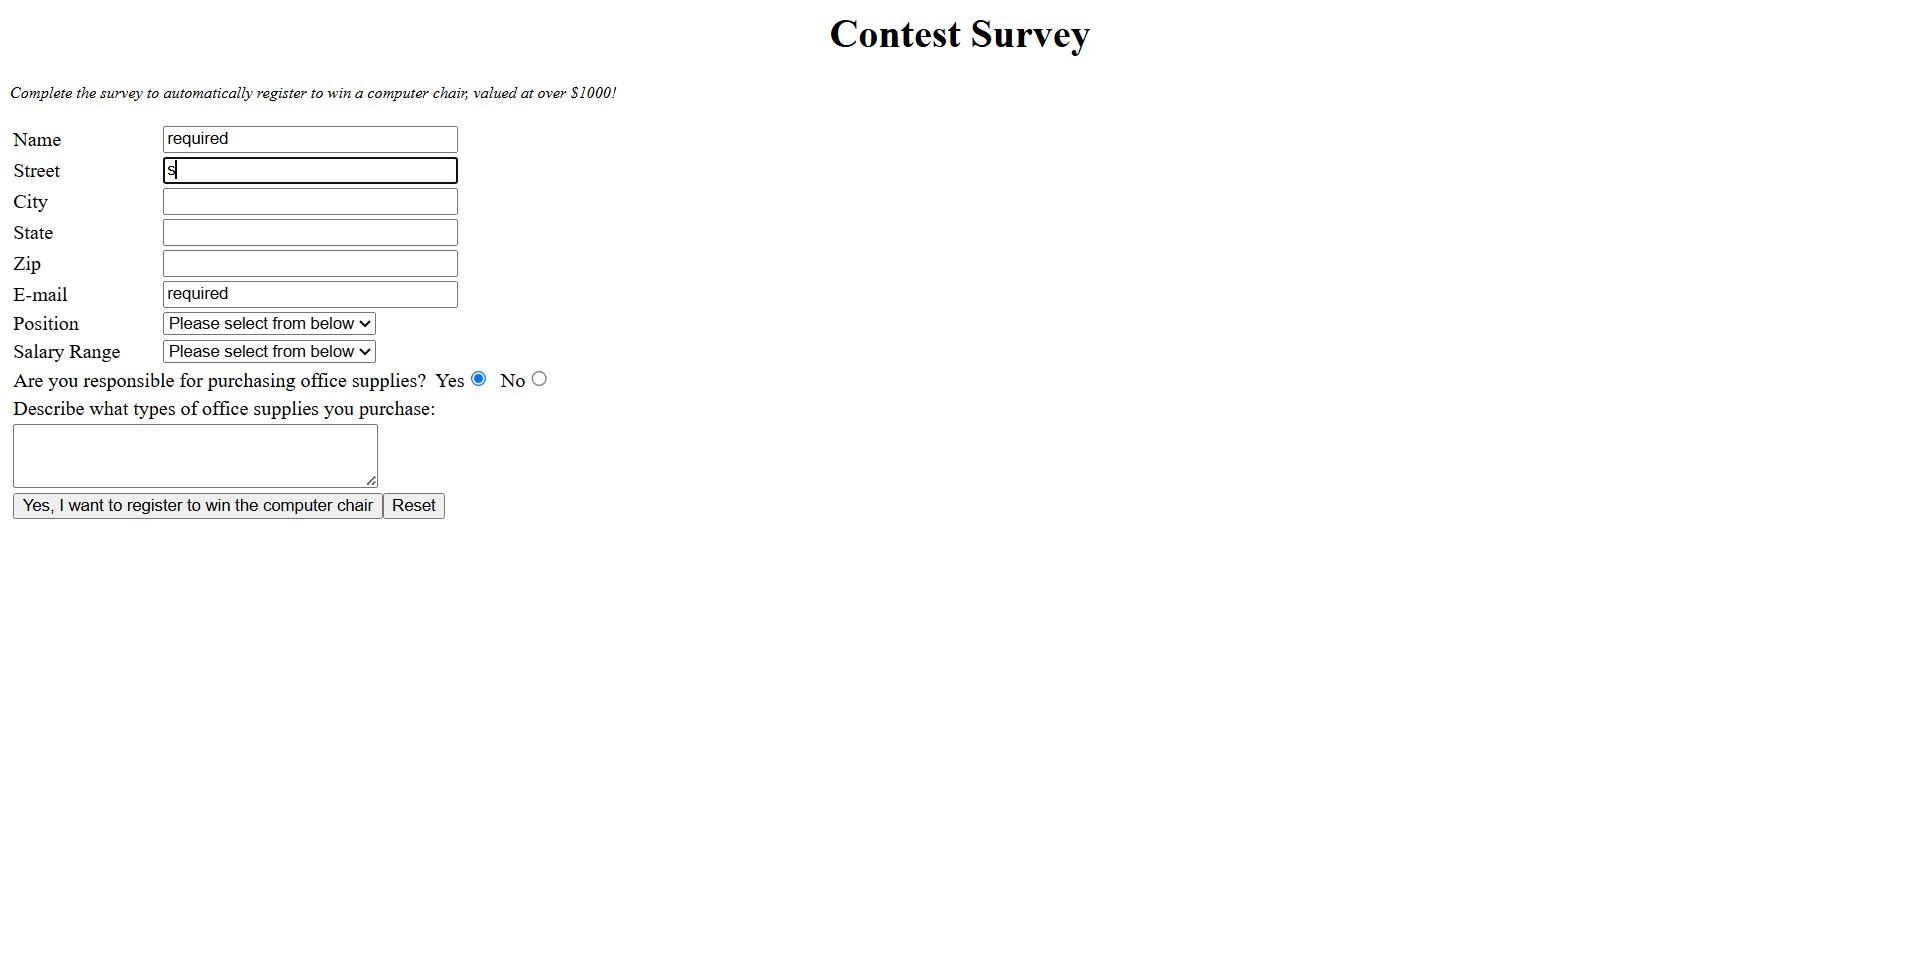 Contest Survey
Complete the survey to automatically register to win a computer chair, valued at over $1000!
Name required
Street s
City
State
Zip
E-mail required
Position Please select from below
Salary Range Please select from below
Are you responsible for purchasing office supplies? Yes No
Describe what types of office supplies you purchase:
Yes, I want to register to win the computer chair Reset